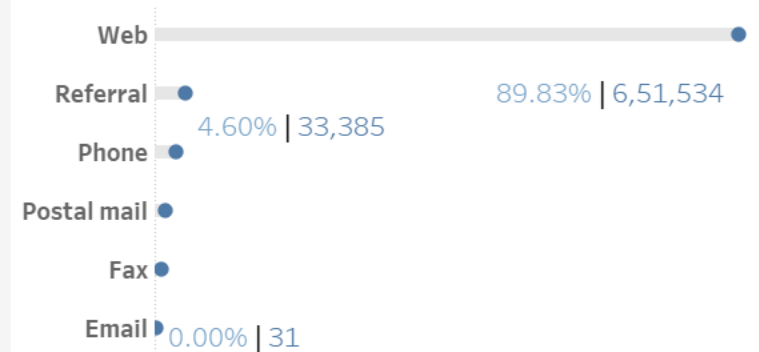 Web
Referral
89.83% | 6,51,534
4.60% | 33,385
Phone
Postal mail
Fax
Email
0.00% | 31